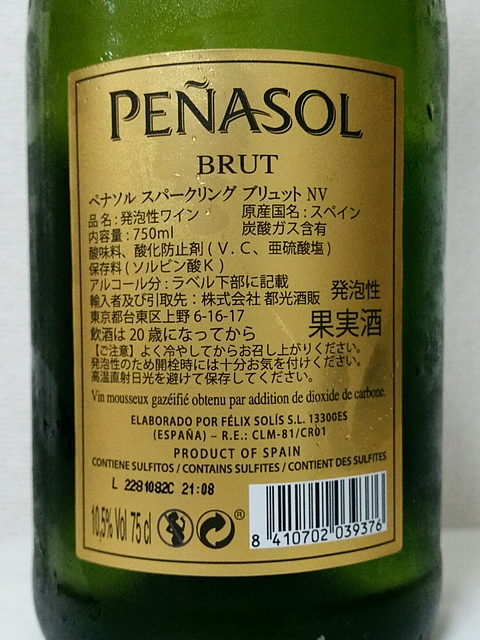 PEÑASOL
BRUT
ペナソル スパークリング ブリュット NV
品名 : 発泡性ワイン 原産国名 : スペイン
内容量 : 750ml 炭酸ガス含有
酸味料、酸化防止剤 ( V. C、亜硫酸塩 )
保存料 ( ソルビン酸 K )
アルコール分 : ラベル下部に記載
輸入者及び引取先 : 株式会社 都光酒販 発泡性
東京都台東区上野 6-16-17 果実酒
飲酒は 20 歳になってから
【ご注意】よく冷やしてからお召し上がりください。
発泡性のため開栓時には十分お気を付けください。
高温直射日光を避けて保存してください。
Vin mousseux gazéifié obtenu par addition de dioxide de carbone.
ELABORADO POR FÉLIX SOLÍS S.L. 13300ES
(ESPAÑA) – R.E.: CLM-81/CR01
PRODUCT OF SPAIN
CONTIENE SULFITOS / CONTAINS SULFITES / CONTIENT DES SULFITES
L 2281082C 21:08
10,5% Vol 75 cl ®
8 410702 039376